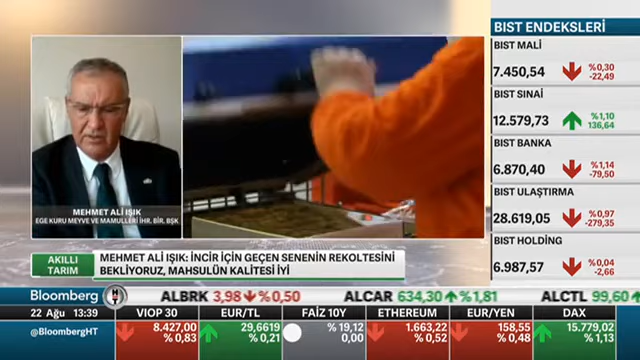 BIST ENDEKSLERİ
BIST MALİ
7.450,54 %0,30
-22,49
BIST SINAİ
12.579,73 %1,10
136,64
BIST BANKA
6.870,40 %1,14
-79,50
BIST ULAŞTIRMA
28.619,05 %0,97
-279,35
BIST HOLDİNG
6.987,57 %0,04
-2,66
MEHMET ALİ IŞIK
EGE KURU MEYVE VE MAMULLERİ İHR. BİR. BŞK
AKILLI
TARIM
MEHMET ALİ IŞIK: İNCİR İÇİN GEÇEN SENENİN REKOLTESİNİ
BEKLİYORUZ, MAHSULÜN KALİTESİ İYİ
Bloomberg HT
ALBRK 3,98 %0,50 ALCAR 634,30 %1,81 ALCTL 99,60
22 Ağu 13:39
@BloombergHT
VIOP 30
8.427,00
% 0,83
EUR/TL
29,6619
% 0,21
FAİZ 10Y
% 19,12
0,00
ETHEREUM
1.663,22
% 0,52
EUR/YEN
158,55
% 0,48
DAX
15.779,02
% 1,13